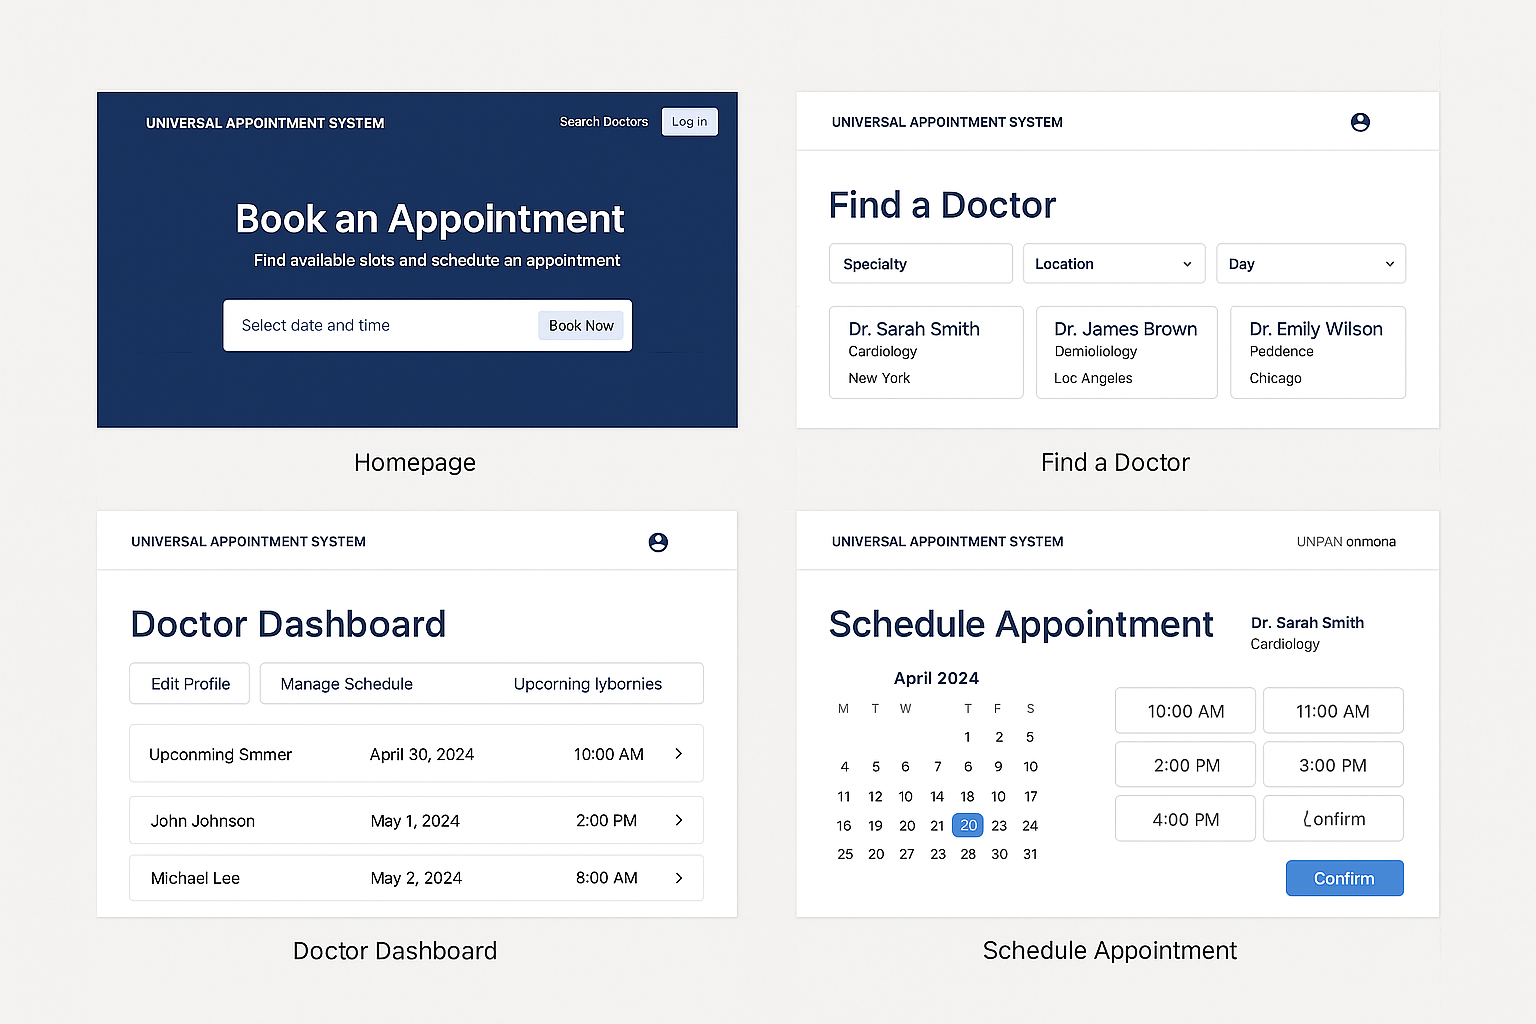 UNIVERSAL APPOINTMENT SYSTEM
Search Doctors
Log in
Book an Appointment
Find available slots and schedute an appointment
Select date and time
Book Now
Homepage
UNIVERSAL APPOINTMENT SYSTEM
Find a Doctor
Specialty
Location
Day
Dr. Sarah Smith
Cardiology
New York
Dr. James Brown
Demioliology
Loc Angeles
Dr. Emily Wilson
Peddence
Chicago
Find a Doctor
UNIVERSAL APPOINTMENT SYSTEM
Doctor Dashboard
Edit Profile
Manage Schedule
Upcorning lybornies
Upconming Smmer April 30, 2024 10:00 AM
John Johnson May 1, 2024 2:00 PM
Michael Lee May 2, 2024 8:00 AM
Doctor Dashboard
UNIVERSAL APPOINTMENT SYSTEM
UNPAN onmona
Schedule Appointment
Dr. Sarah Smith
Cardiology
April 2024
M T W T F S
1 2 5
4 5 6 7 6 9 10
11 12 10 14 18 10 17
16 19 20 21 20 23 24
25 20 27 23 28 30 31
10:00 AM
11:00 AM
2:00 PM
3:00 PM
4:00 PM
onfirm
Confirm
Schedule Appointment